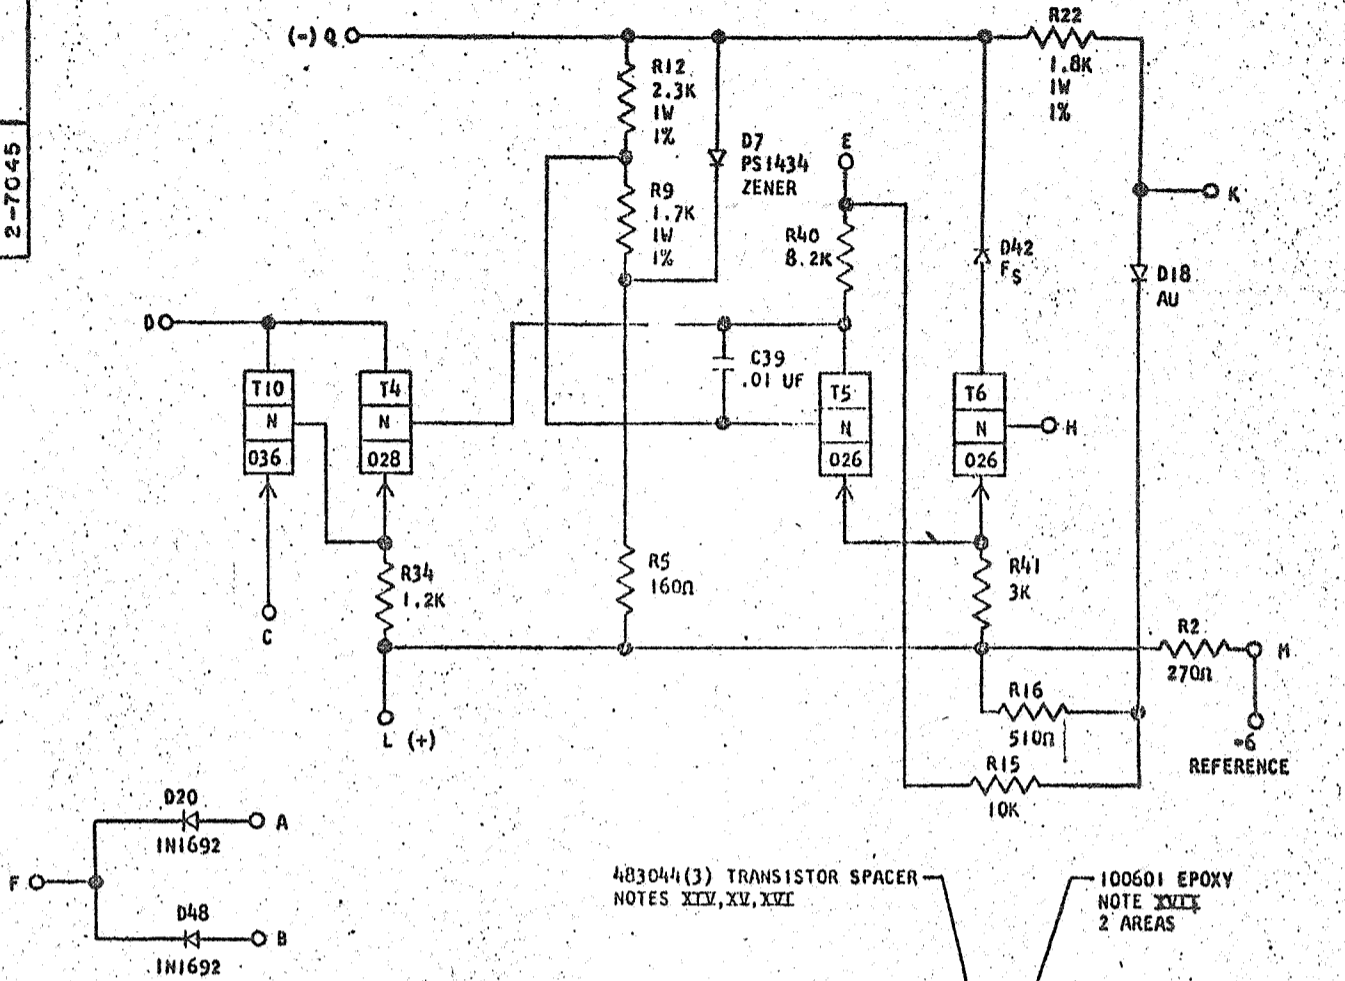 2-7045
(-) Q
R12
2.3K
1W
1%
R9
1.7K
1W
1%
D7
PS1434
ZENER
E
R40
8.2K
R22
1.8K
1W
1%
K
D42
FS
D18
AU
D
T10
N
036
T4
N
028
C39
.01 UF
T5
N
026
T6
N
026
H
C
R34
1.2K
R5
160Ω
R41
3K
R2
270Ω
M
L (+)
R16
510Ω
-6
REFERENCE
R15
10K
D20
1N1692
A
F
D48
1N1692
B
483044(3) TRANSISTOR SPACER
NOTES XIV, XV, XVI
100601 EPOXY
NOTE XVII
2 AREAS